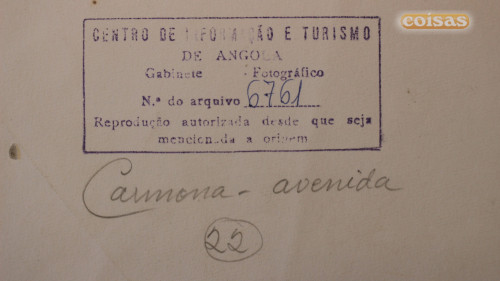 coisas
CENTRO DE INFORMAÇÃO E TURISMO
DE ANGOLA
Gabinete Fotográfico
N.º do arquivo 6761
Reprodução autorizada desde que seja
mencionada a origem
Carmona - avenida
22